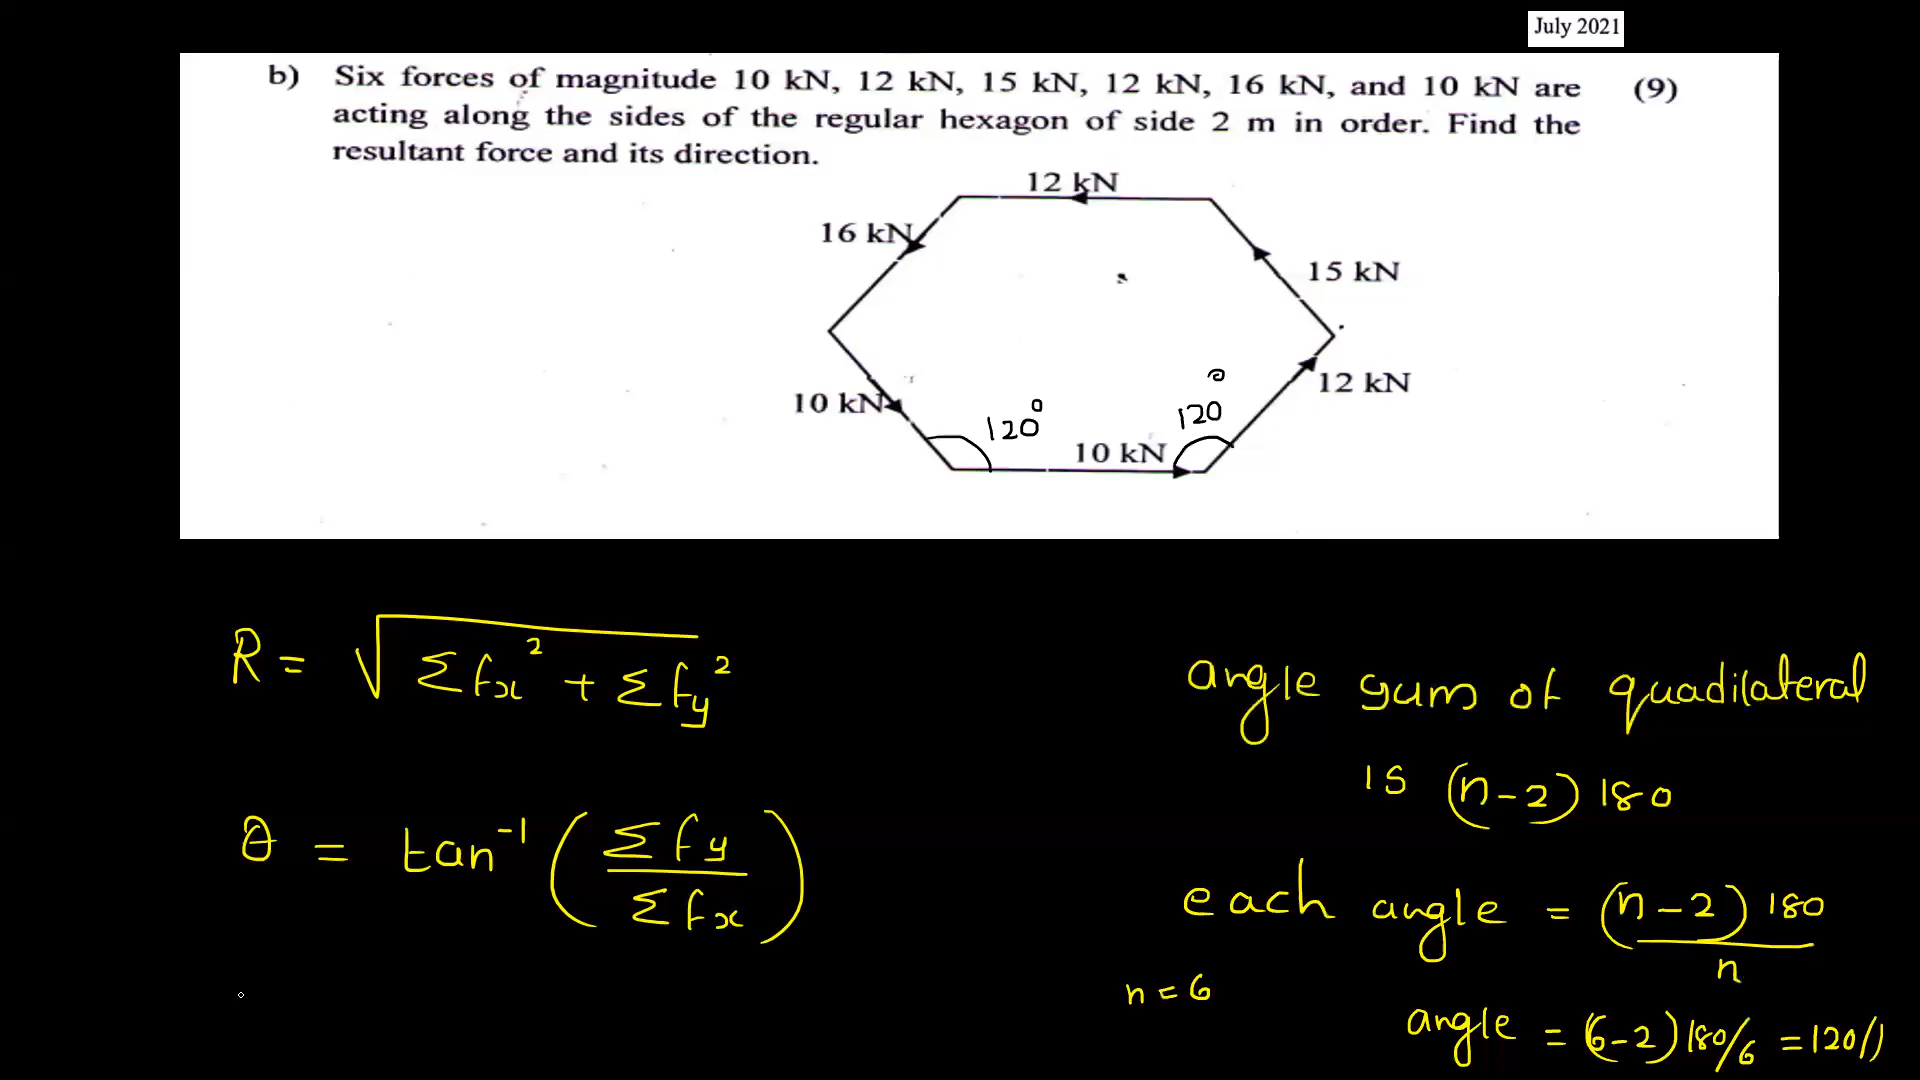 July 2021
b) Six forces of magnitude 10 kN, 12 kN, 15 kN, 12 kN, 16 kN, and 10 kN are (9)
acting along the sides of the regular hexagon of side 2 m in order. Find the
resultant force and its direction.
12 kN
16 kN
15 kN
12 kN
10 kN
120°
120°
10 kN
R = √Σfx² + Σfy²
θ = tan⁻¹ (Σfy / Σfx)
angle sum of quadilateral
is (n-2) 180
each angle = (n-2) 180 / n
n = 6
angle = (6-2) 180/6 = 120//